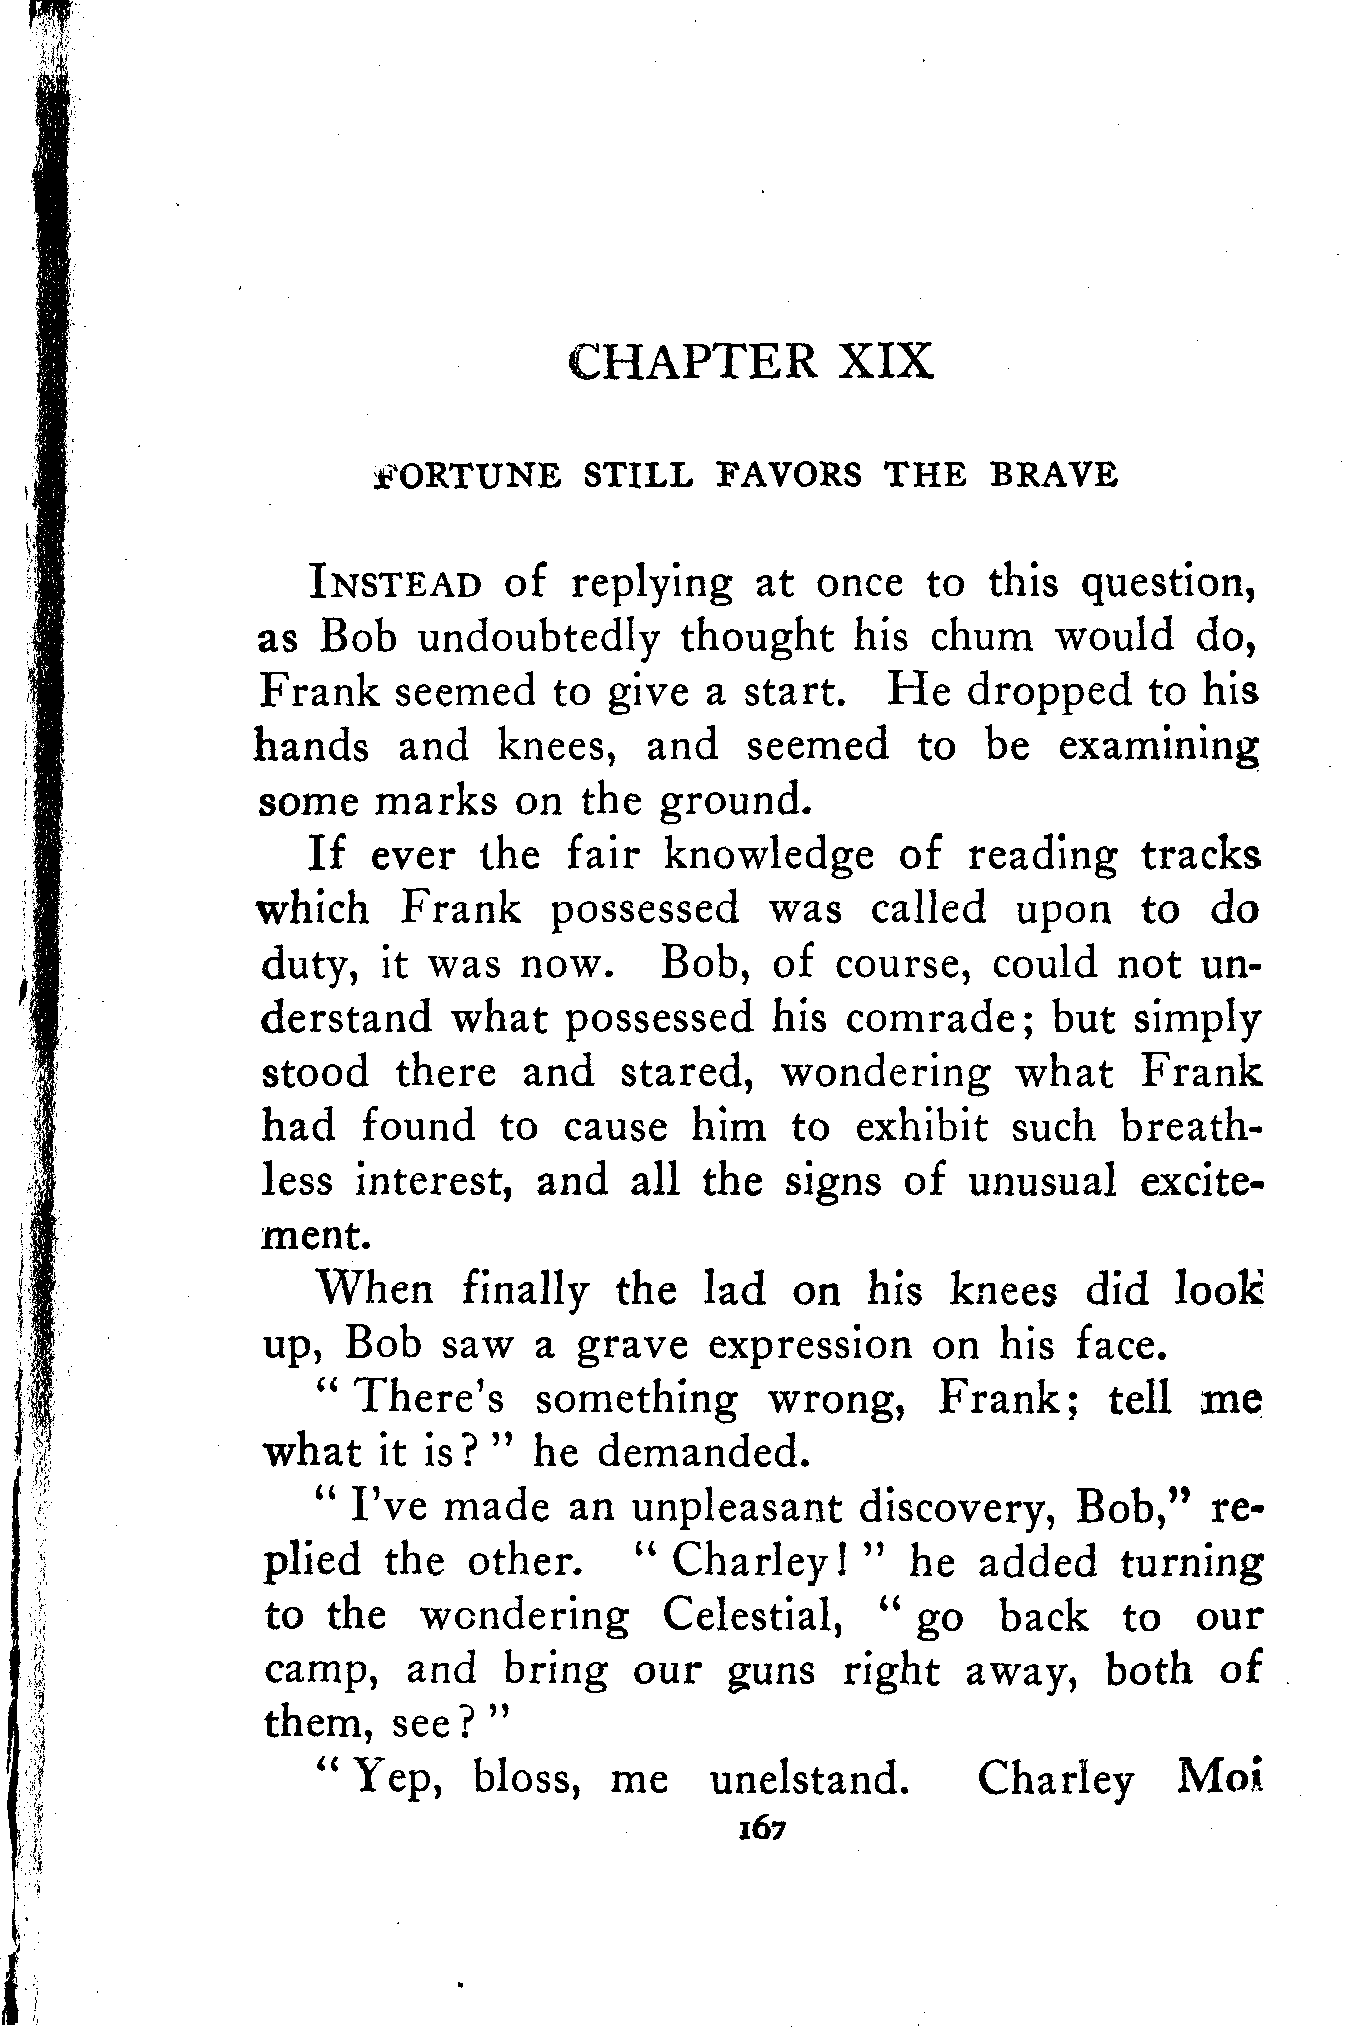 CHAPTER XIX
FORTUNE STILL FAVORS THE BRAVE
INSTEAD of replying at once to this question,
as Bob undoubtedly thought his chum would do,
Frank seemed to give a start. He dropped to his
hands and knees, and seemed to be examining
some marks on the ground.
If ever the fair knowledge of reading tracks
which Frank possessed was called upon to do
duty, it was now. Bob, of course, could not un-
derstand what possessed his comrade; but simply
stood there and stared, wondering what Frank
had found to cause him to exhibit such breath-
less interest, and all the signs of unusual excite-
ment.
When finally the lad on his knees did look
up, Bob saw a grave expression on his face.
" There's something wrong, Frank; tell me
what it is? " he demanded.
" I've made an unpleasant discovery, Bob," re-
plied the other. " Charley! " he added turning
to the wondering Celestial, " go back to our
camp, and bring our guns right away, both of
them, see? "
" Yep, bloss, me unelstand. Charley Moi
167